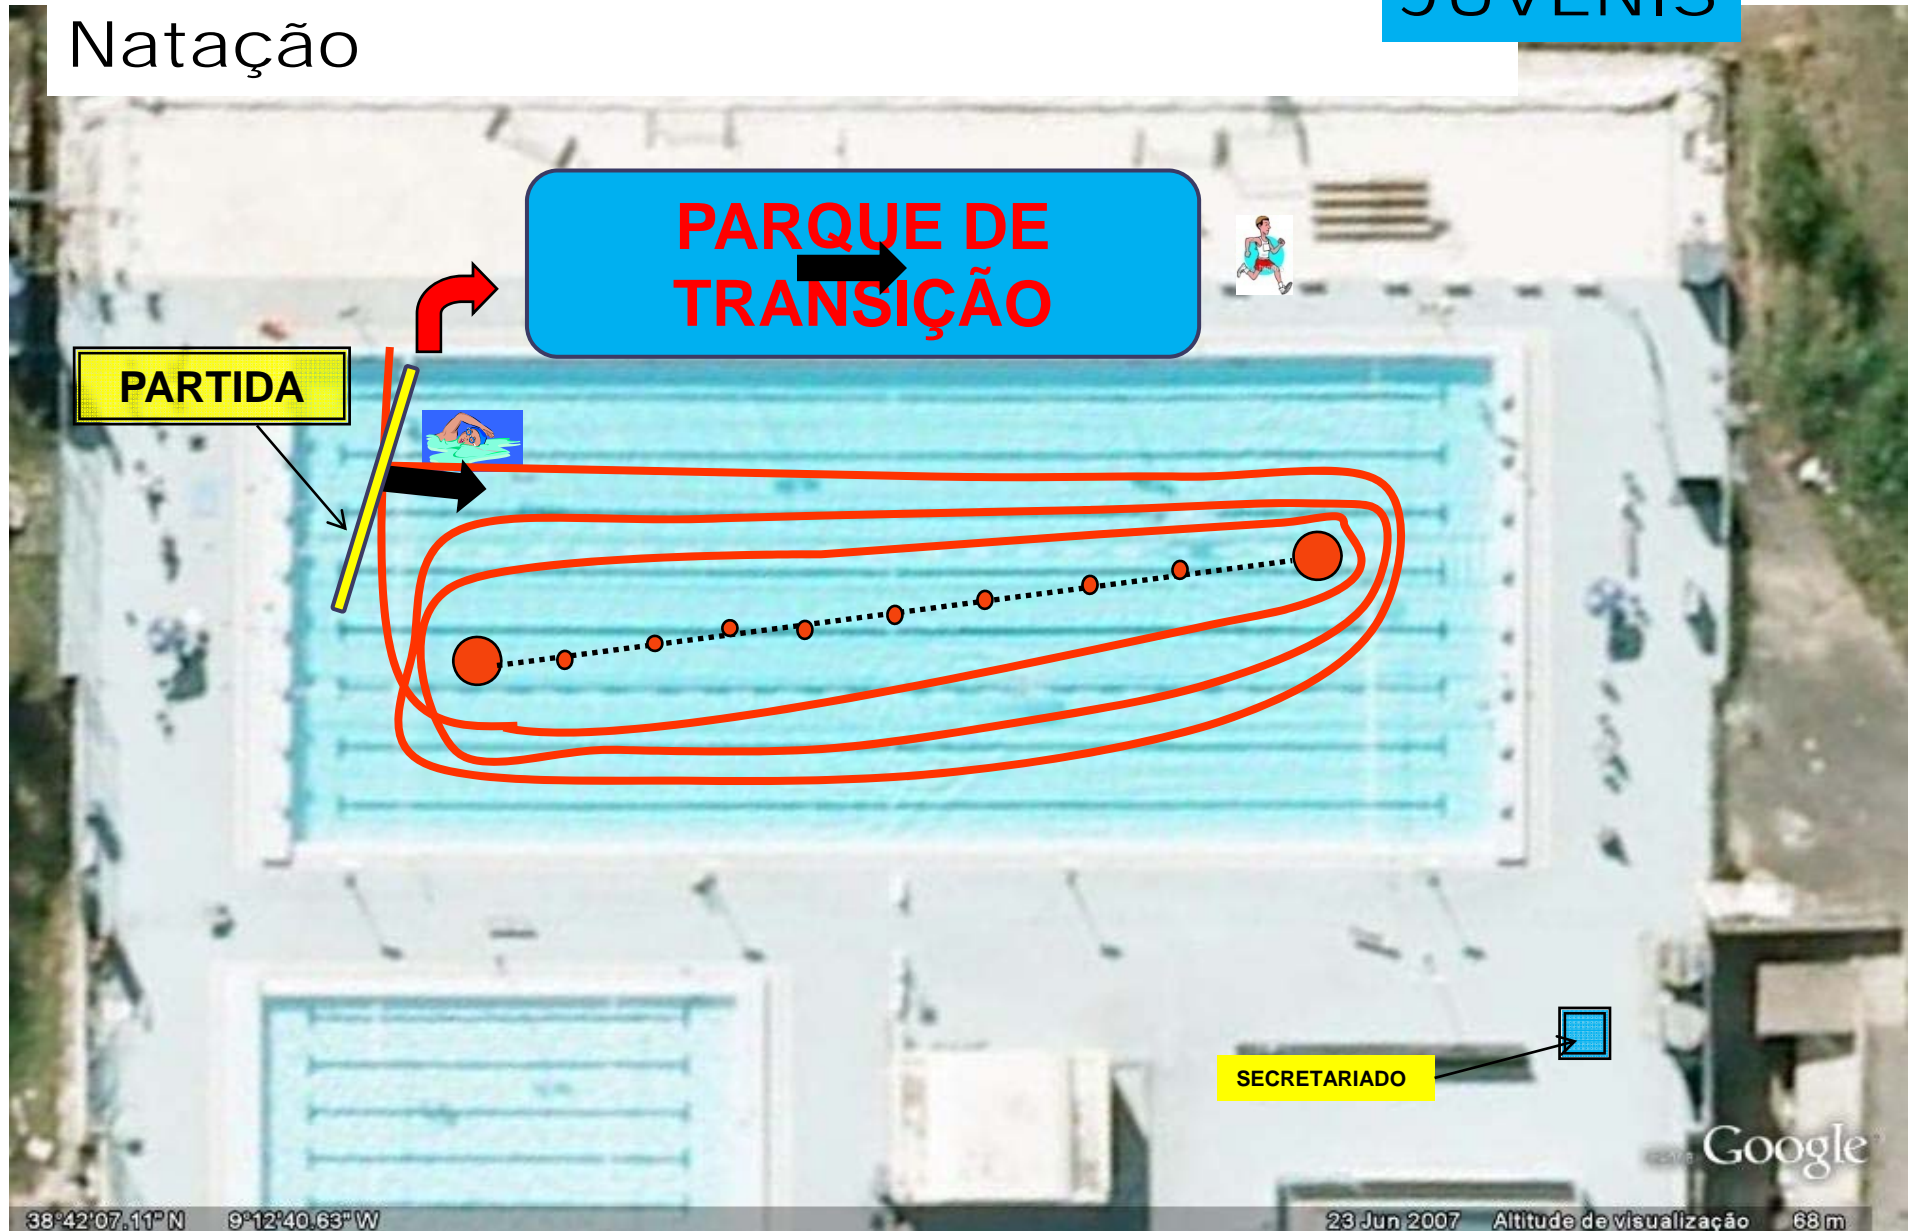 JUVENIS
Natação
PARQUE DE
TRANSIÇÃO
PARTIDA
SECRETARIADO
Google
38°42'07.11" N 9°12'40.63" W
23 Jun 2007 Altitude de visualização 68 m